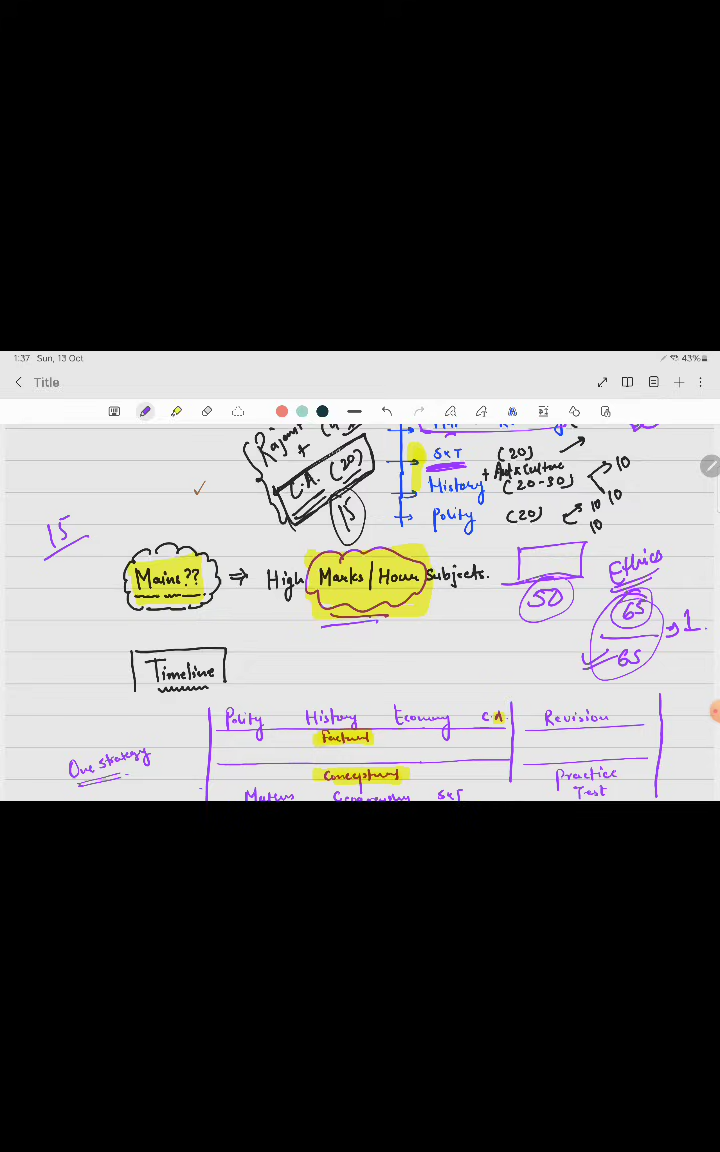 1:37 Sun, 13 Oct
43%
Title
+
C.A. (20)
15
S&T (20)
+ Art & Culture
History (20-30)
Polity (20)
10
10
10
10
15
Mains?? ⇒ High Marks/Hour Subjects.
50
Ethics
65
65
1.
Timeline
Polity History Economy C.A. Revision
Factual
One strategy
Conceptual
Practice
Test
S&T